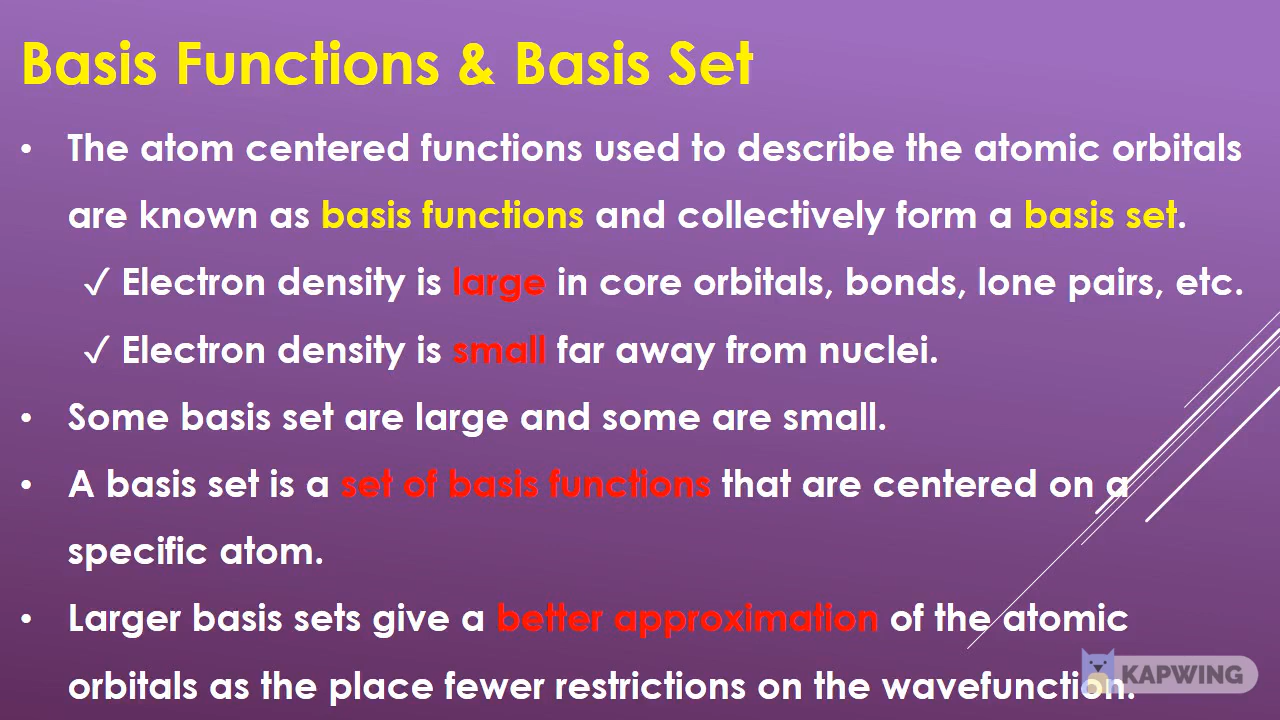 Basis Functions & Basis Set
• The atom centered functions used to describe the atomic orbitals
are known as basis functions and collectively form a basis set.
✓ Electron density is large in core orbitals, bonds, lone pairs, etc.
✓ Electron density is small far away from nuclei.
• Some basis set are large and some are small.
• A basis set is a set of basis functions that are centered on a
specific atom.
• Larger basis sets give a better approximation of the atomic
orbitals as the place fewer restrictions on the wavefunction.
KAPWING